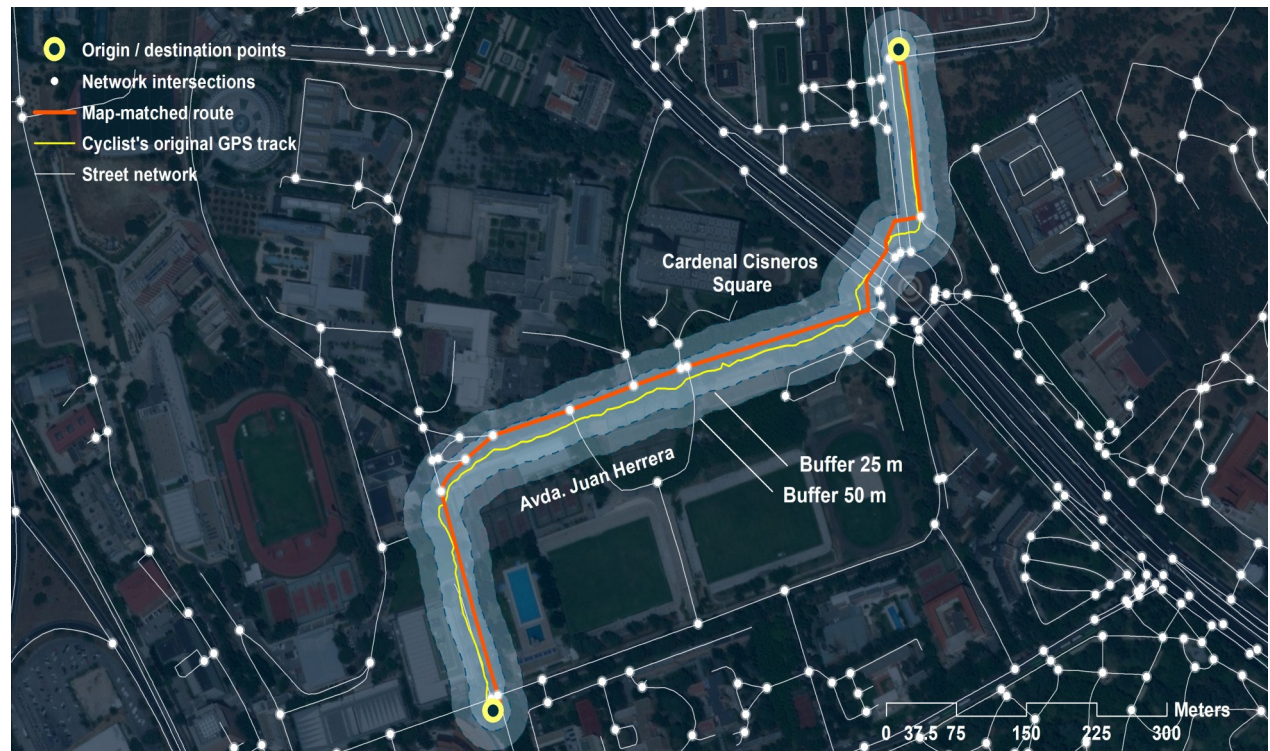 Origin / destination points
Network intersections
Map-matched route
Cyclist's original GPS track
Street network
Cardenal Cisneros
Square
Avda. Juan Herrera
Buffer 25 m
Buffer 50 m
Meters
0 37.5 75 150 225 300